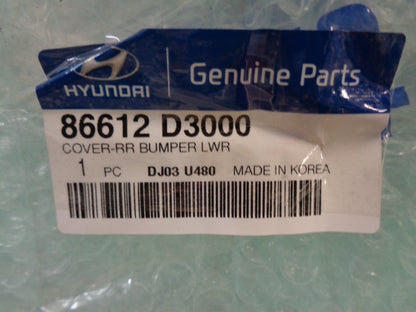 HYUNDAI
Genuine Parts
86612 D3000
COVER-RR BUMPER LWR
1 PC DJ03 U480 MADE IN KOREA